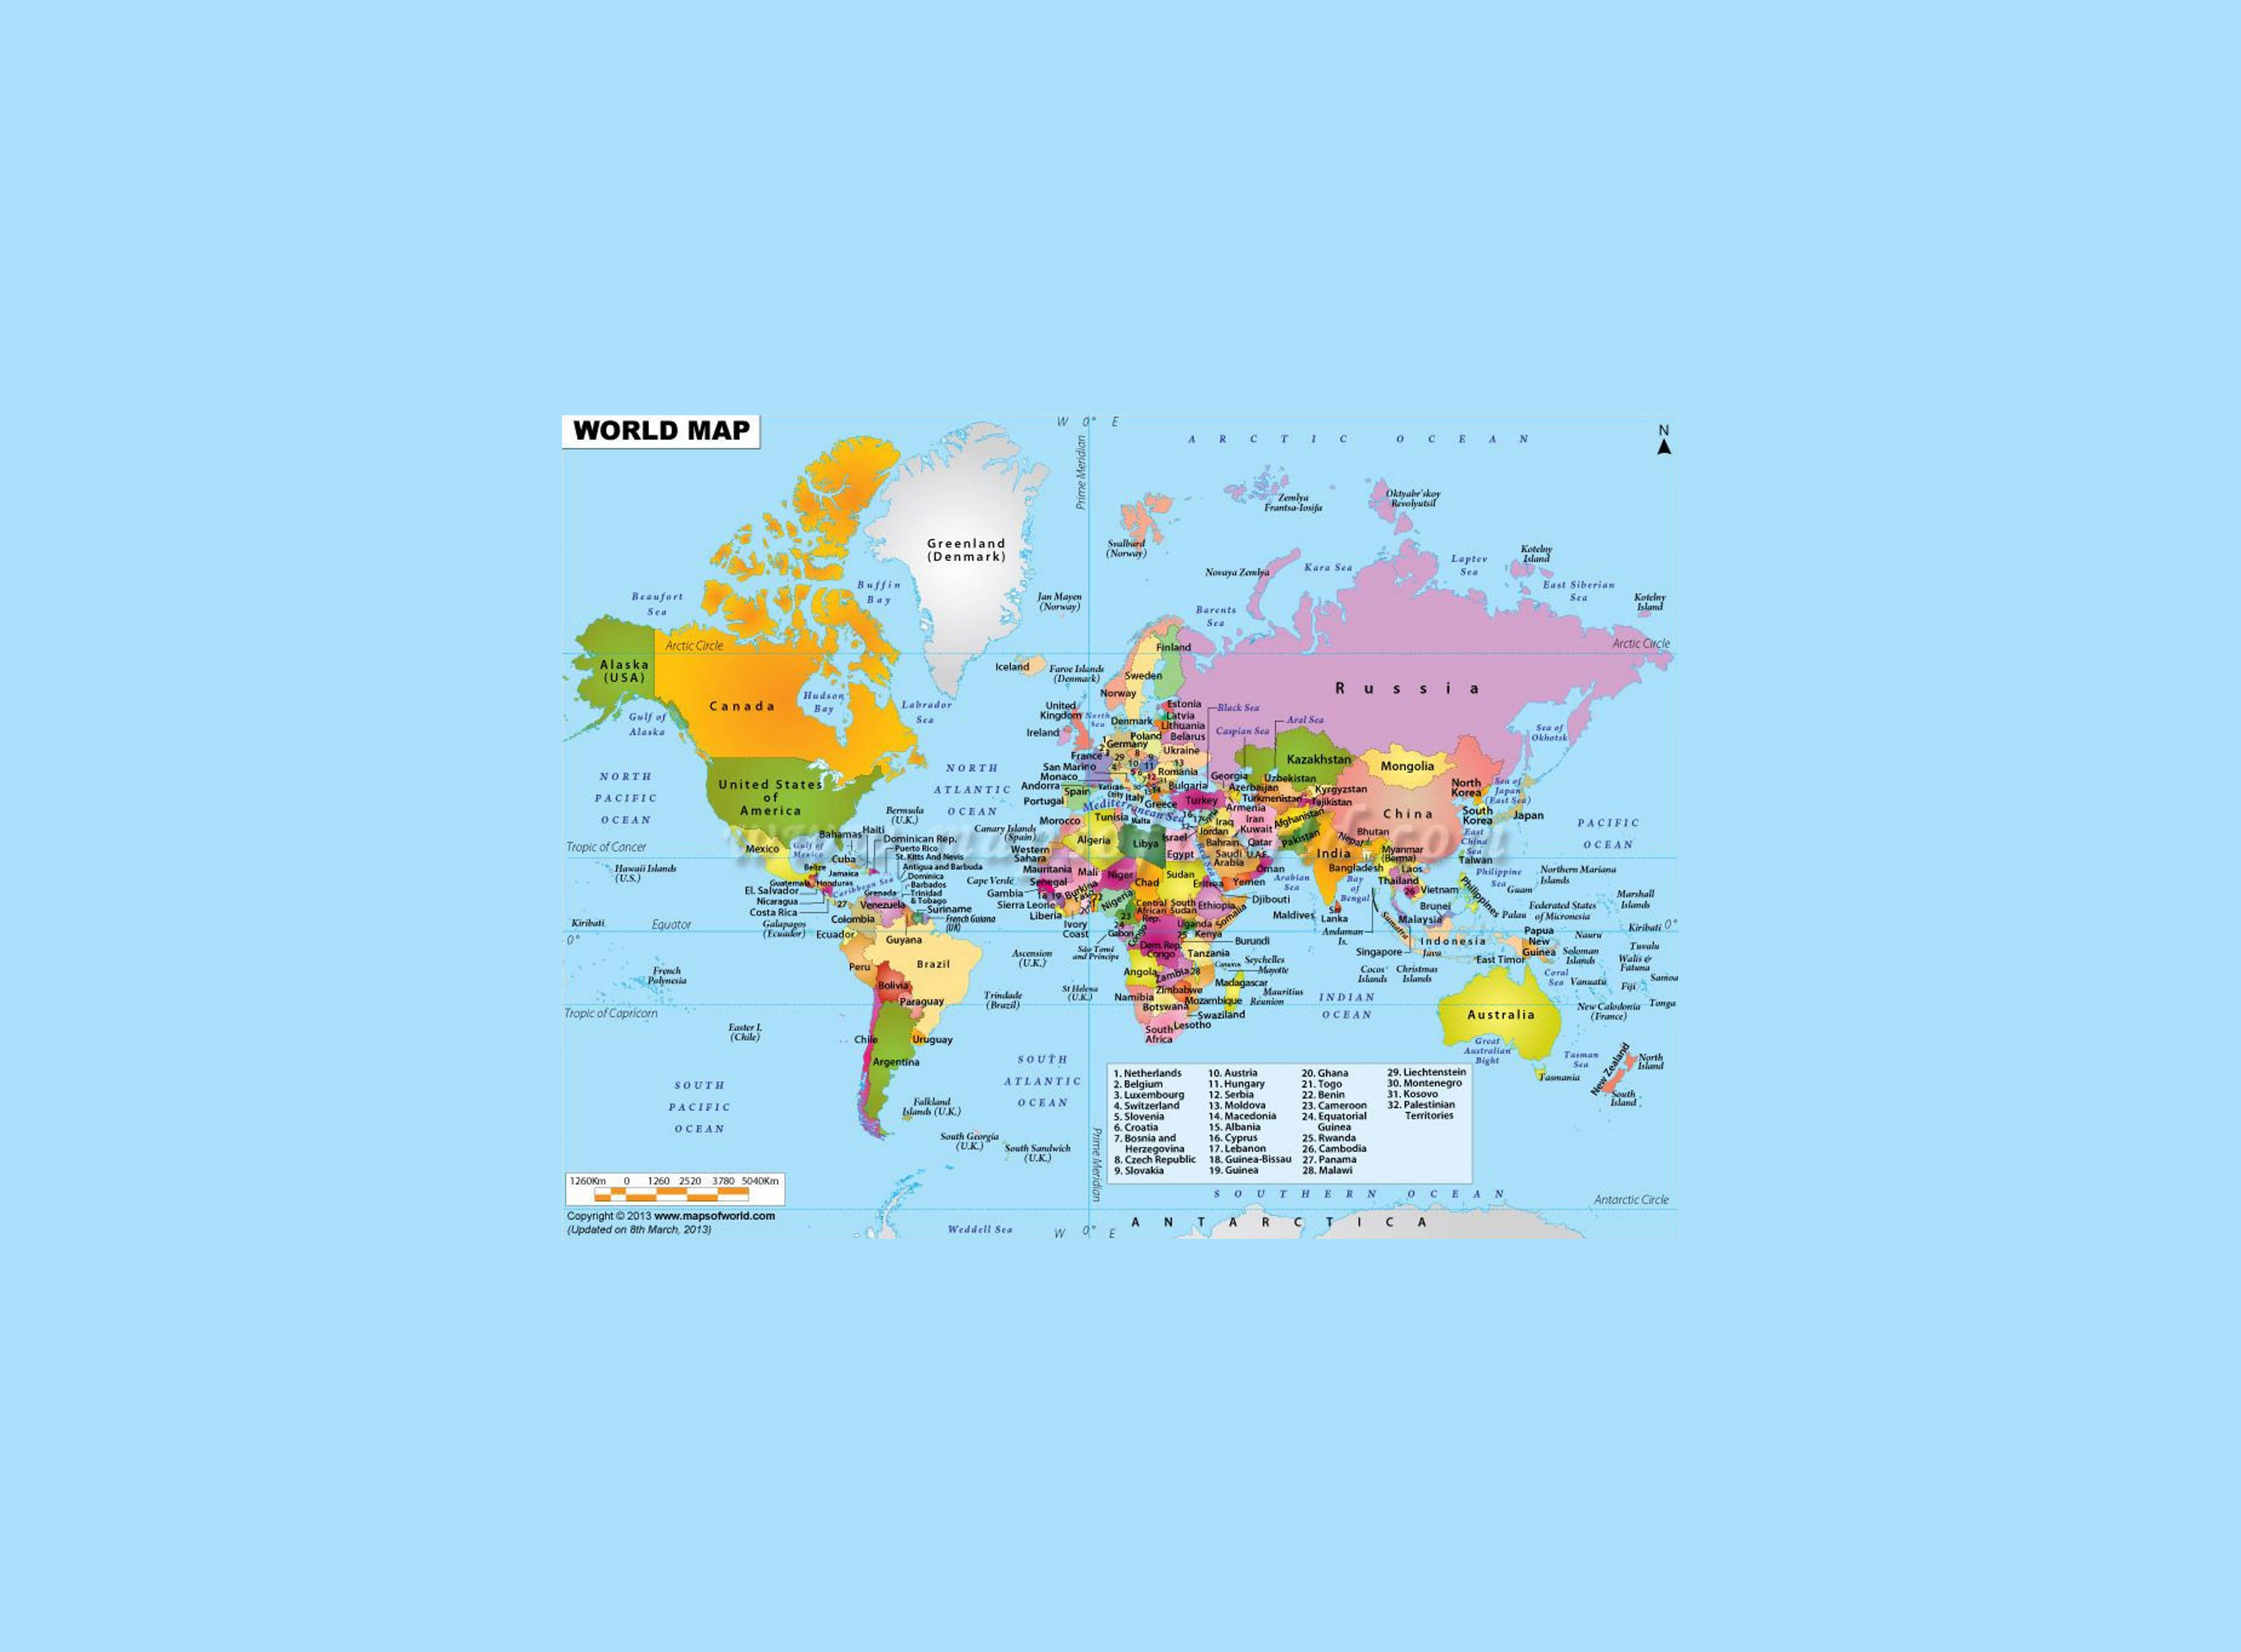 WORLD MAP
W 0° E
Prime Meridian
A R C T I C O C E A N
N
Zemlya
Frantsa-Iosifa
Oktyabr'skoy
Revolyutsii
Svalbard
(Norway)
Greenland
(Denmark)
Novaya Zemlya
Kara Sea
Laptev
Sea
Kotelny
Island
East Siberian
Sea
Kotelny
Island
Beaufort
Sea
Buffin
Bay
Jan Mayen
(Norway)
Barents
Sea
Arctic Circle
Arctic Circle
Alaska
(USA)
Canada
Hudson
Bay
Labrador
Sea
Gulf of
Alaska
Iceland
Faroe Islands
(Denmark)
Finland
Sweden
Norway
Russia
United
Kingdom
North
Sea
Ireland
Denmark
Estonia
Latvia
Lithuania
Belarus
Black Sea
Caspian Sea
Aral Sea
Sea of
Okhotsk
Poland
Germany
Ukraine
France
San Marino
Monaco
Andorra
Spain
Portugal
Vatican
City
Italy
Romania
Bulgaria
Greece
Turkey
Georgia
Azerbaijan
Armenia
Kazakhstan
Uzbekistan
Turkmenistan
Kyrgyzstan
Tajikistan
Mongolia
China
North
Korea
South
Korea
Sea of
Japan
(East Sea)
Japan
NORTH
PACIFIC
OCEAN
United States
of
America
NORTH
ATLANTIC
OCEAN
Bermuda
(U.K.)
Mediterranean Sea
Morocco
Tunisia
Malta
Canary Islands
(Spain)
Algeria
Libya
Egypt
Israel
Jordan
Syria
Iraq
Iran
Kuwait
Bahrain
Qatar
Saudi
Arabia
U.A.E.
Oman
Yemen
Red Sea
Afghanistan
Pakistan
India
Nepal
Bhutan
Bangladesh
Myanmar
(Berma)
Laos
Thailand
Vietnam
East
China
Sea
Taiwan
Philippine
Sea
Philippines
PACIFIC
OCEAN
Tropic of Cancer
Hawaii Islands
(U.S.)
Mexico
Gulf of
Mexico
Bahamas
Haiti
Cuba
Dominican Rep.
Puerto Rico
St. Kitts And Nevis
Antigua and Barbuda
Dominica
Barbados
Trinidad
& Tobago
Jamaica
Belize
Guatemala
Honduras
Caribbean Sea
Grenada
El Salvador
Nicaragua
Costa Rica
Galapagos
(Ecuador)
Venezuela
Suriname
French Guiana
(UK)
Colombia
Ecuador
Guyana
Western
Sahara
Mauritania
Mali
Niger
Chad
Sudan
Eritrea
Cape Verde
Senegal
Gambia
Sierra Leone
Liberia
Ivory
Coast
Burkina
Faso
Nigeria
Central
African
Rep.
South
Sudan
Ethiopia
Somalia
Djibouti
Gabon
Congo
Dem. Rep.
Congo
Uganda
Kenya
Burundi
Tanzania
São Tomé
and Principe
Arabian
Sea
Bay
of
Bengal
Maldives
Sri
Lanka
Andaman
Is.
Sumatra
Singapore
Malaysia
Brunei
Indonesia
Java
East Timor
Papua
New
Guinea
Guam
Palau
Northern Mariana
Islands
Marshall
Islands
Federated States
of Micronesia
Nauru
Kiribati
Tuvalu
Soloman
Islands
Walis &
Fatuna
Samoa
Kiribati
Equator
0°
0°
French
Polynesia
Peru
Brazil
Bolivia
Paraguay
Chile
Uruguay
Argentina
Ascension
(U.K.)
St Helena
(U.K.)
Trindade
(Brazil)
Angola
Zambia
Comoros
Seychelles
Mayotte
Madagascar
Mauritius
Réunion
Zimbabwe
Mozambique
Namibia
Botswana
Swaziland
Lesotho
South
Africa
Cocos
Islands
Christmas
Islands
INDIAN
OCEAN
Australia
Coral
Sea
Vanuatu
Fiji
New Calodonia
(France)
Tonga
Tropic of Capricorn
Easter I.
(Chile)
Great
Australian
Bight
Tasman
Sea
Tasmania
New Zealand
North
Island
South
Island
SOUTH
PACIFIC
OCEAN
SOUTH
ATLANTIC
OCEAN
Falkland
Islands (U.K.)
South Georgia
(U.K.)
South Sandwich
(U.K.)
Prime Meridian
1. Netherlands
2. Belgium
3. Luxembourg
4. Switzerland
5. Slovenia
6. Croatia
7. Bosnia and
Herzegovina
8. Czech Republic
9. Slovakia
10. Austria
11. Hungary
12. Serbia
13. Moldova
14. Macedonia
15. Albania
16. Cyprus
17. Lebanon
18. Guinea-Bissau
19. Guinea
20. Ghana
21. Togo
22. Benin
23. Cameroon
24. Equatorial
Guinea
25. Rwanda
26. Cambodia
27. Panama
28. Malawi
29. Liechtenstein
30. Montenegro
31. Kosovo
32. Palestinian
Territories
1260Km 0 1260 2520 3780 5040Km
Copyright © 2013 www.mapsofworld.com
(Updated on 8th March, 2013)
SOUTHERN OCEAN
Antarctic Circle
Weddell Sea
W 0° E
ANTARCTICA